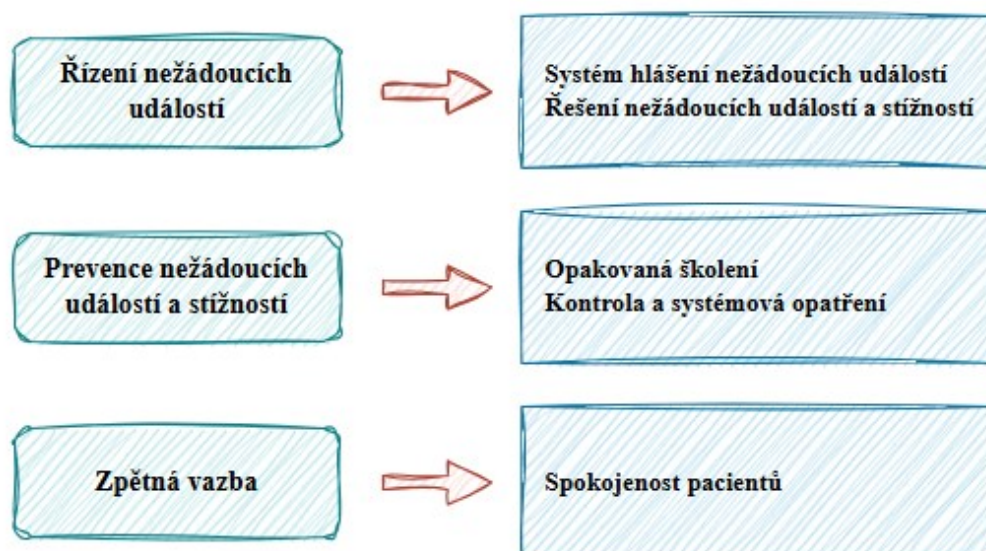 Řízení nežádoucích
událostí
Systém hlášení nežádoucích událostí
Řešení nežádoucích událostí a stížností
Prevence nežádoucích
událostí a stížností
Opakovaná školení
Kontrola a systémová opatření
Zpětná vazba
Spokojenost pacientů